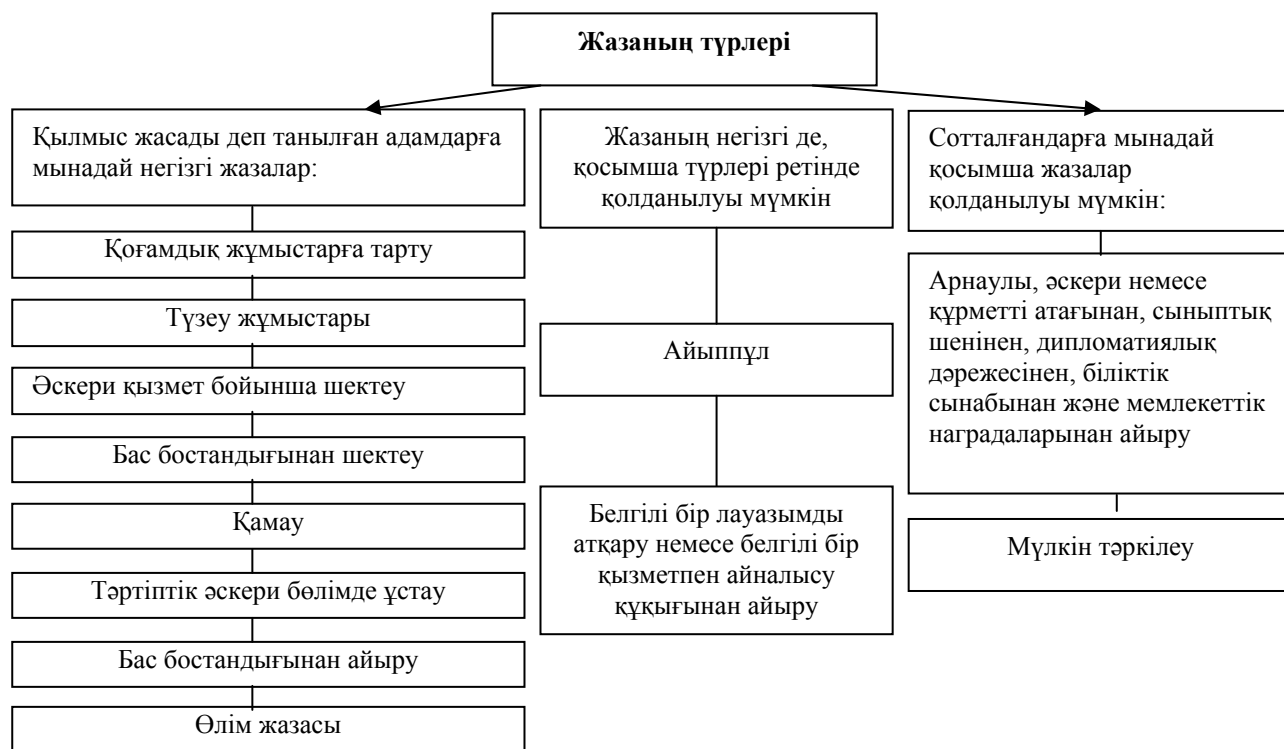 Жазаның түрлері
Қылмыс жасады деп танылған адамдарға
мынадай негізгі жазалар:
Қоғамдық жұмыстарға тарту
Түзеу жұмыстары
Әскери қызмет бойынша шектеу
Бас бостандығынан шектеу
Қамау
Тәртіптік әскери бөлімде ұстау
Бас бостандығынан айыру
Өлім жазасы
Жазаның негізгі де,
қосымша түрлері ретінде
қолданылуы мүмкін
Айыппұл
Белгілі бір лауазымды
атқару немесе белгілі бір
қызметпен айналысу
құқығынан айыру
Сотталғандарға мынадай
қосымша жазалар
қолданылуы мүмкін:
Арнаулы, әскери немесе
құрметті атағынан, сыныптық
шенінен, дипломатиялық
дәрежесінен, біліктік
сынабынан және мемлекеттік
наградаларынан айыру
Мүлкін тәркілеу